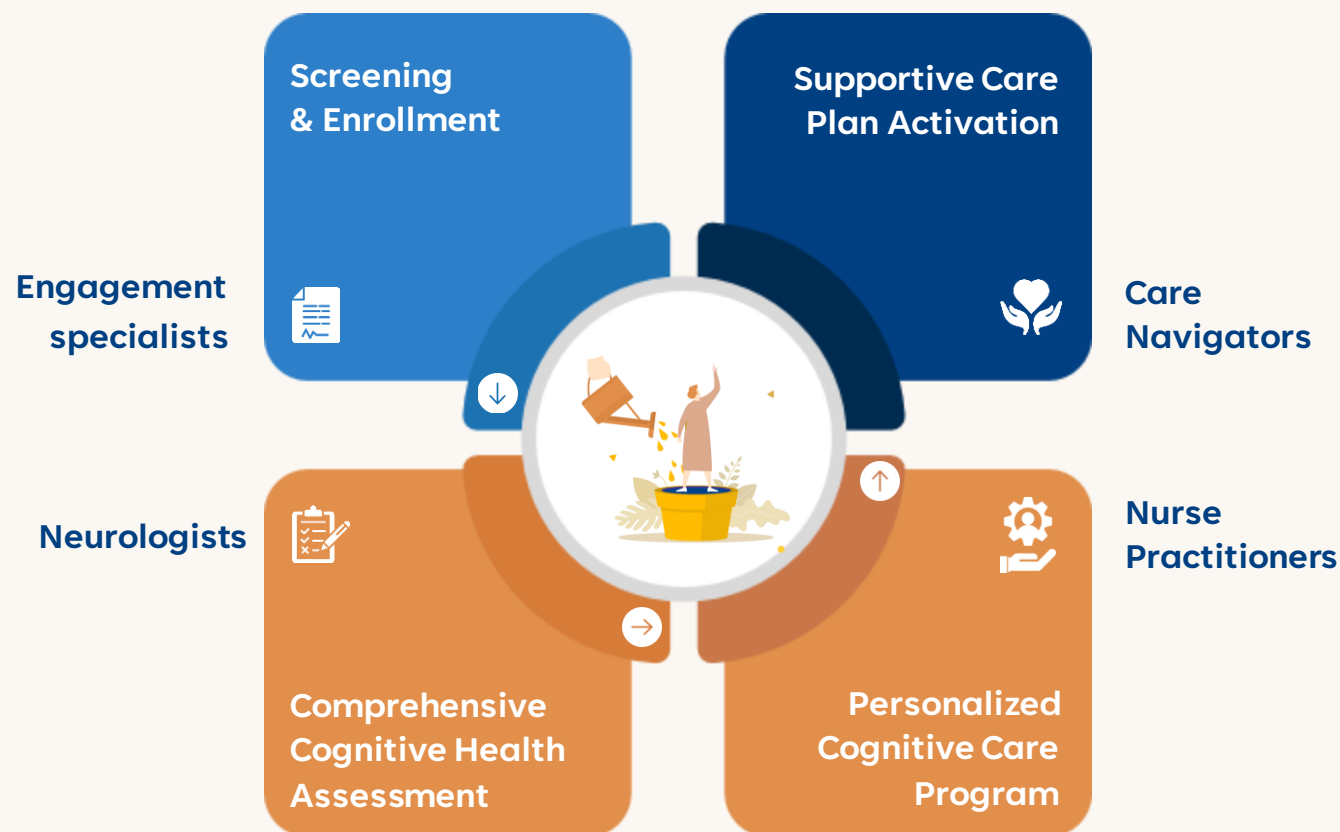 Screening
& Enrollment
Supportive Care
Plan Activation
Engagement
specialists
Care
Navigators
Neurologists
Nurse
Practitioners
Comprehensive
Cognitive Health
Assessment
Personalized
Cognitive Care
Program